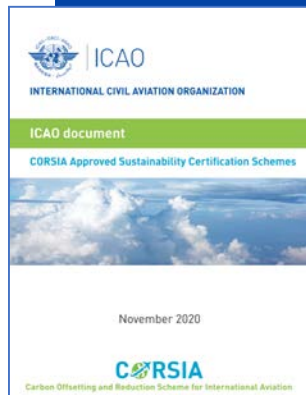 ICAO
INTERNATIONAL CIVIL AVIATION ORGANIZATION
ICAO document
CORSIA Approved Sustainability Certification Schemes
November 2020
CORSIA
Carbon Offsetting and Reduction Scheme for International Aviation